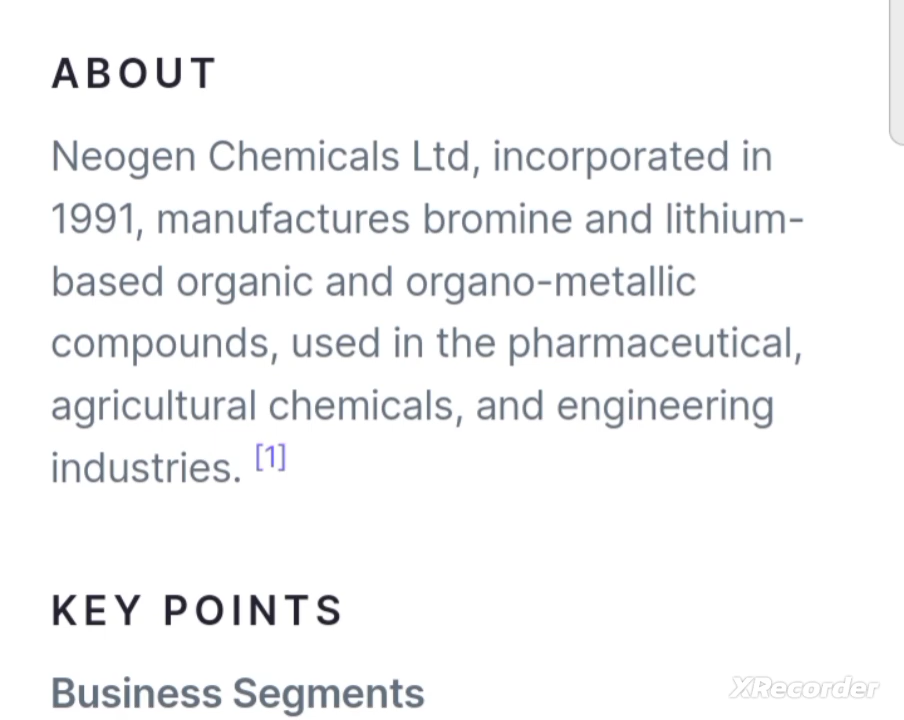 ABOUT
Neogen Chemicals Ltd, incorporated in
1991, manufactures bromine and lithium-
based organic and organo-metallic
compounds, used in the pharmaceutical,
agricultural chemicals, and engineering
industries. [1]
KEY POINTS
Business Segments
XRecorder